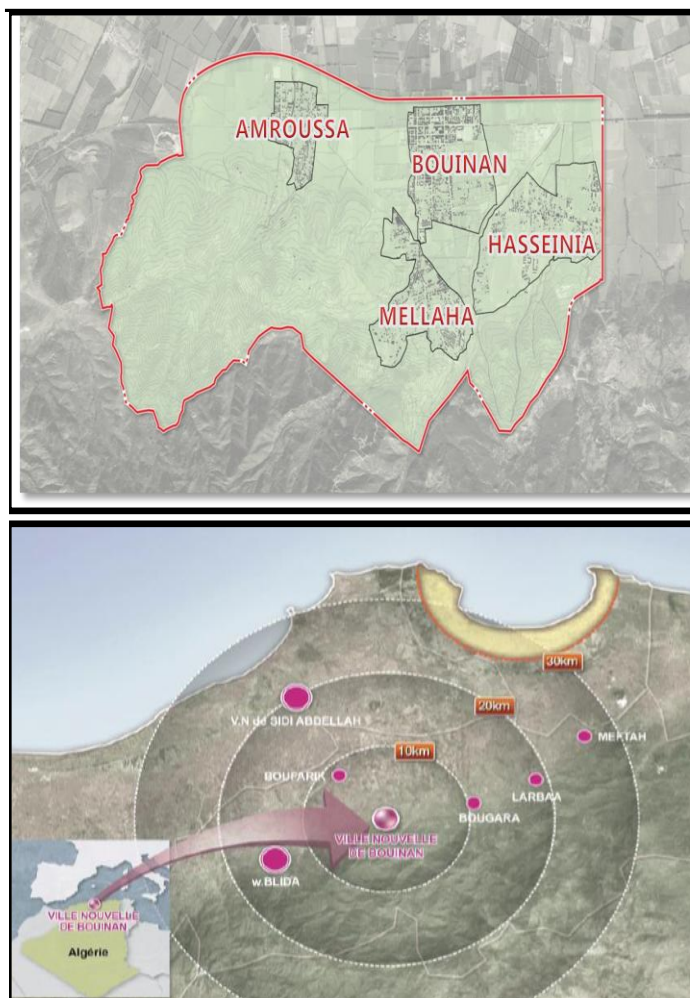 AMROUSSA
BOUINAN
HASSEINIA
MELLAHA
30km
V.N de SIDI ABDELLAH
20km
MEKTAH
10km
BOUFARIK
LARBAA
BOUGARA
VILLE NOUVELLE
DE BOUINAN
w.BLIDA
VILLE NOUVELLE
DE BOUINAN
Algérie